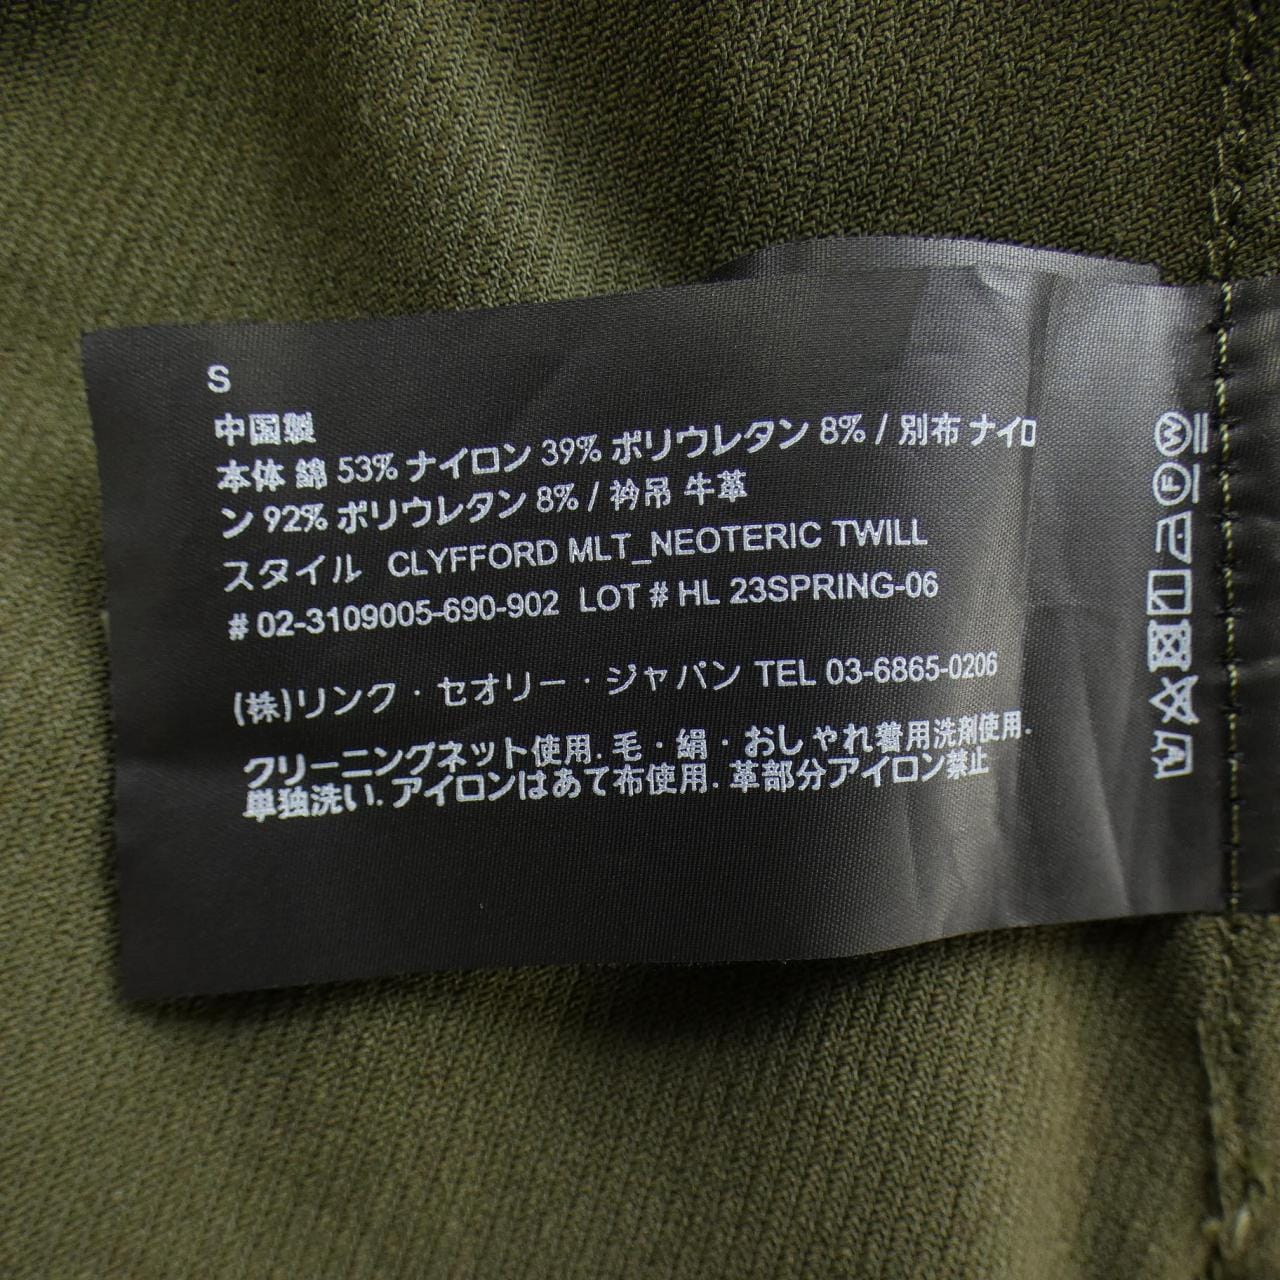 S
中国製
本体 綿 53% ナイロン 39% ポリウレタン 8% / 別布 ナイロ
ン 92% ポリウレタン 8% / 衿吊 牛革
スタイル CLYFFORD MLT_NEOTERIC TWILL
# 02-3109005-690-902 LOT # HL 23SPRING-06
(株)リンク・セオリー・ジャパン TEL 03-6865-0206
クリーニングネット使用. 毛・絹・おしゃれ着用洗剤使用.
単独洗い. アイロンはあて布使用. 革部分アイロン禁止
W
F